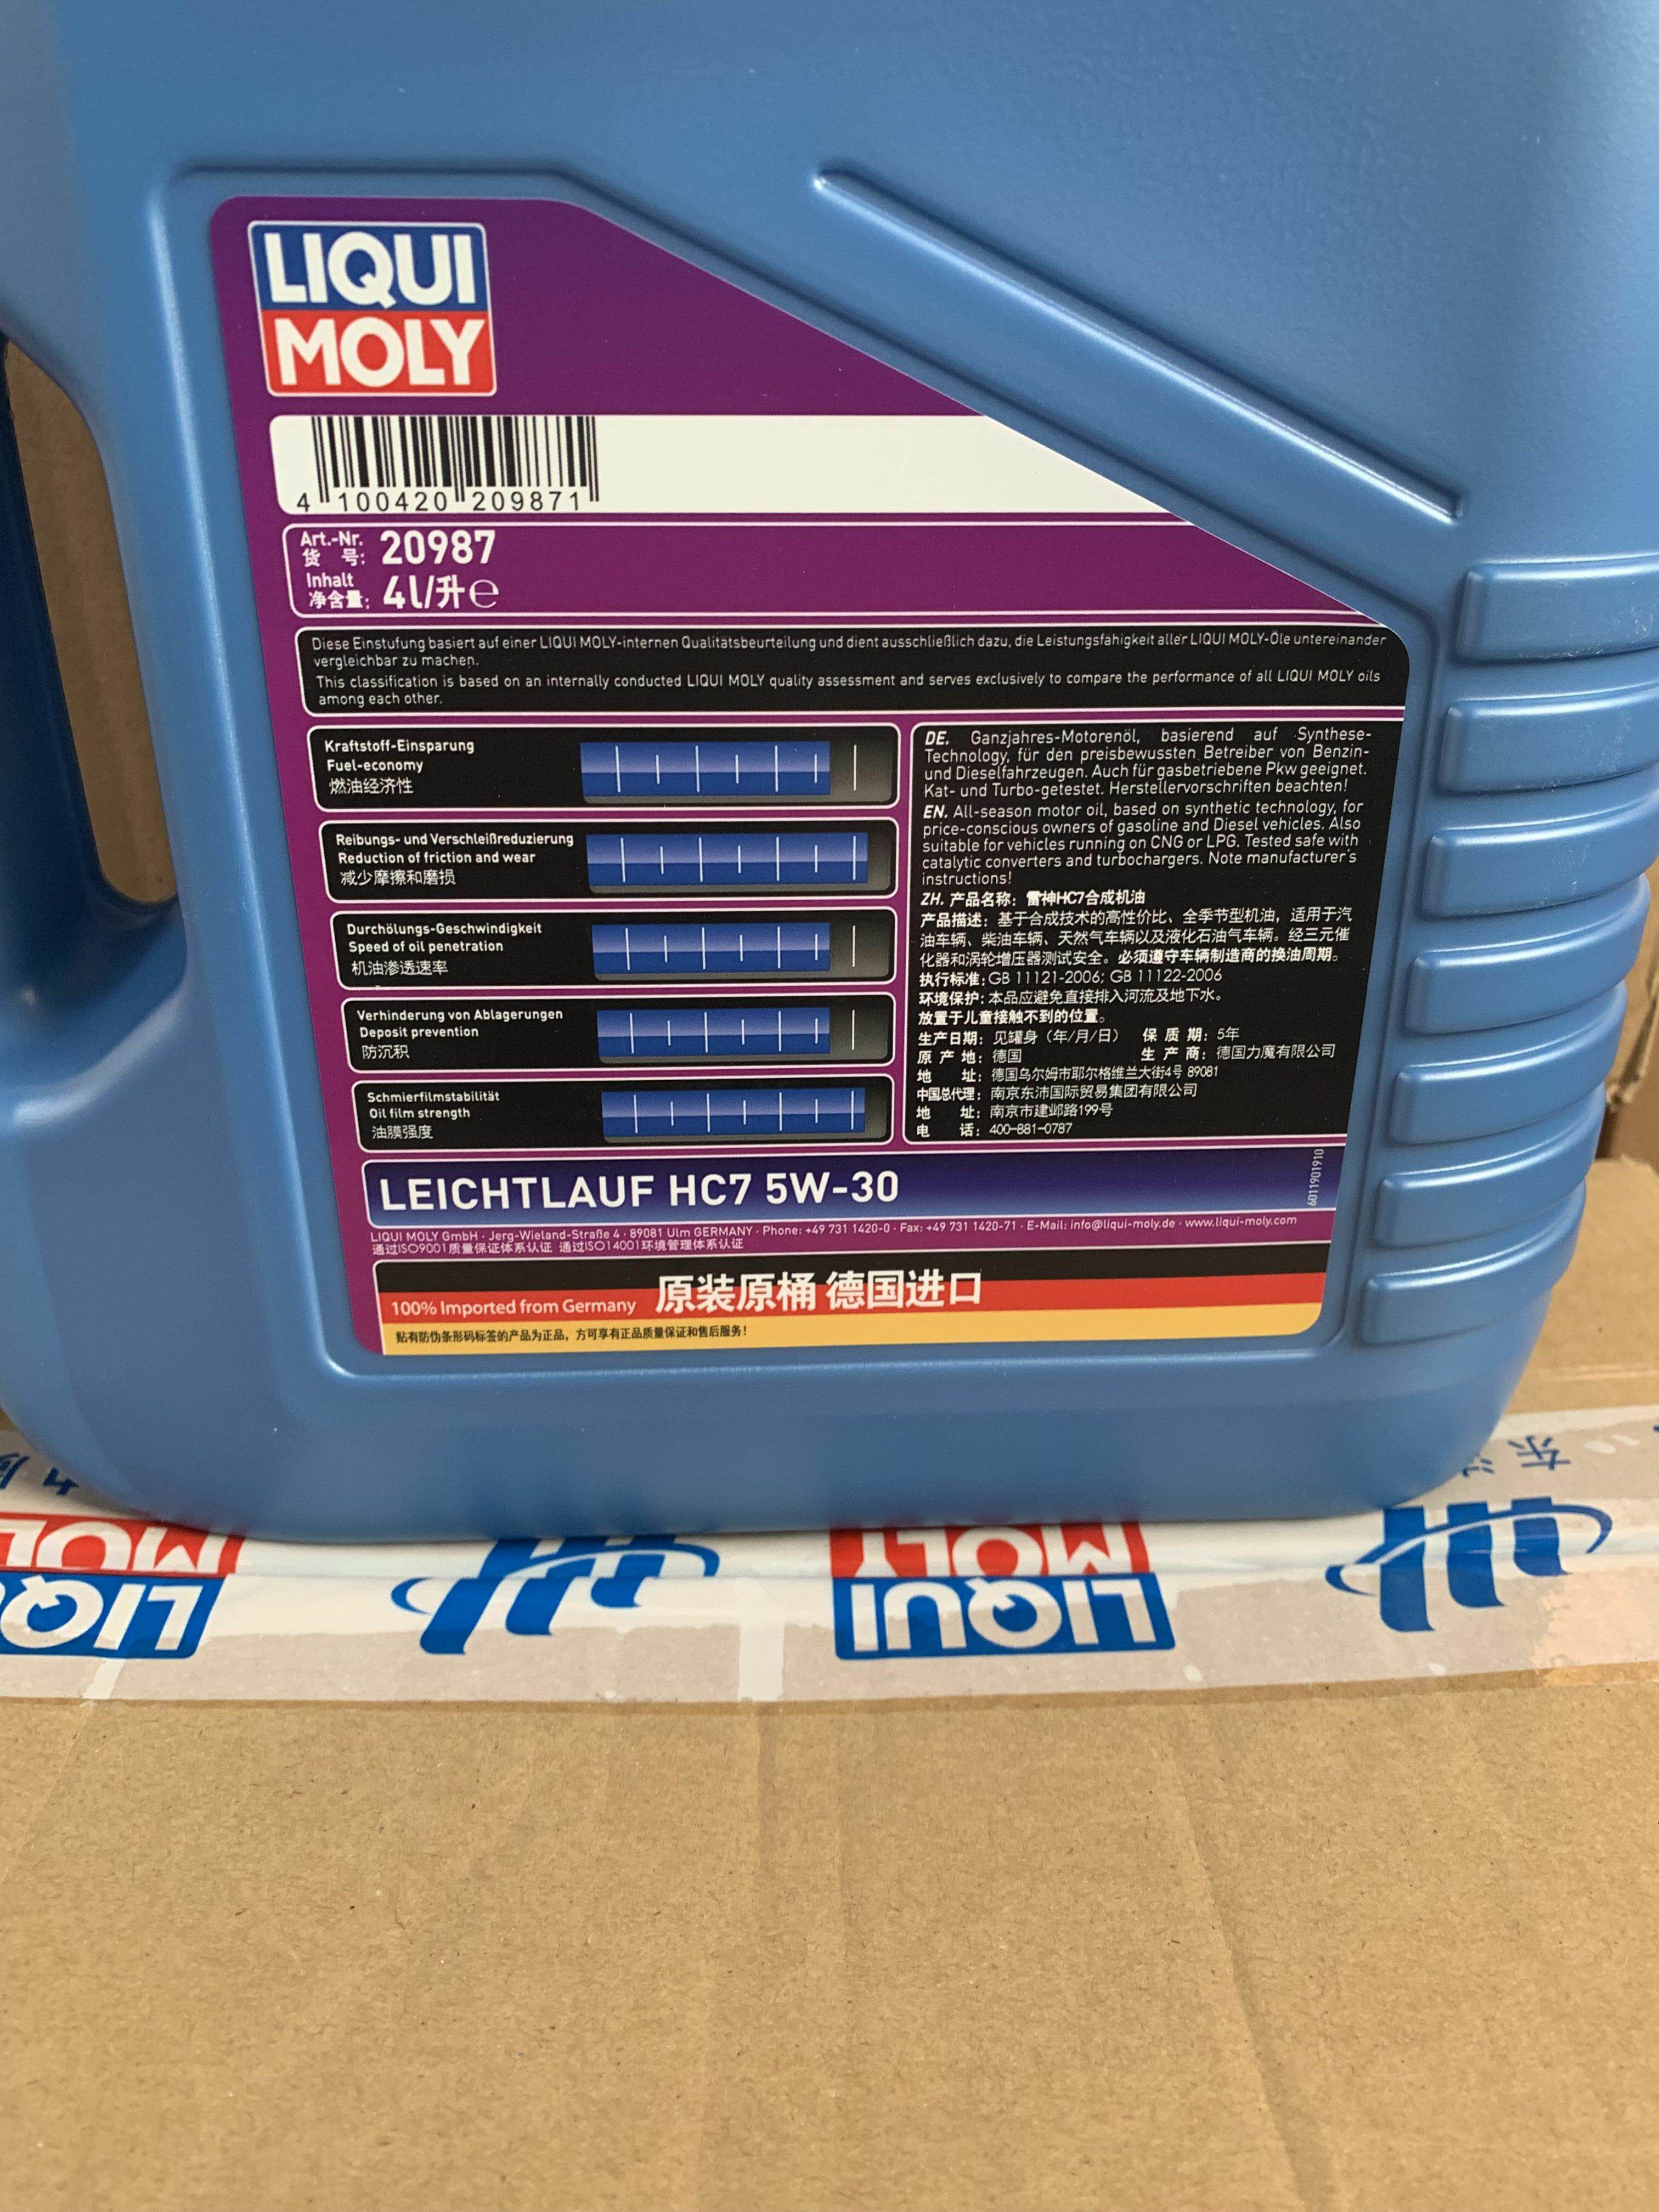 LIQUI
MOLY
4 100420 209871
Art.-Nr.
货 号: 20987
Inhalt
净含量: 4l/升 ℮
Diese Einstufung basiert auf einer LIQUI MOLY-internen Qualitätsbeurteilung und dient ausschließlich dazu, die Leistungsfähigkeit aller LIQUI MOLY-Öle untereinander
vergleichbar zu machen.
This classification is based on an internally conducted LIQUI MOLY quality assessment and serves exclusively to compare the performance of all LIQUI MOLY oils
among each other.
Kraftstoff-Einsparung
Fuel-economy
燃油经济性
Reibungs- und Verschleißreduzierung
Reduction of friction and wear
减少摩擦和磨损
Durchölungs-Geschwindigkeit
Speed of oil penetration
机油渗透速率
Verhinderung von Ablagerungen
Deposit prevention
防沉积
Schmierfilmstabilität
Oil film strength
油膜强度
DE. Ganzjahres-Motorenöl, basierend auf Synthese-
Technology, für den preisbewussten Betreiber von Benzin-
und Dieselfahrzeugen. Auch für gasbetriebene Pkw geeignet.
Kat- und Turbo-getestet. Herstellervorschriften beachten!
EN. All-season motor oil, based on synthetic technology, for
price-conscious owners of gasoline and Diesel vehicles. Also
suitable for vehicles running on CNG or LPG. Tested safe with
catalytic converters and turbochargers. Note manufacturer's
instructions!
ZH. 产品名称: 雷神HC7合成机油
产品描述: 基于合成技术的高性价比、全季节型机油，适用于汽
油车辆、柴油车辆、天然气车辆以及液化石油气车辆。经三元催
化器和涡轮增压器测试安全。必须遵守车辆制造商的换油周期。
执行标准: GB 11121-2006; GB 11122-2006
环境保护: 本品应避免直接排入河流及地下水。
放置于儿童接触不到的位置。
生产日期: 见罐身（年/月/日） 保 质 期: 5年
原 产 地: 德国 生 产 商: 德国力魔有限公司
地 址: 德国乌尔姆市耶尔格维兰大街4号 89081
中国总代理: 南京东沛国际贸易集团有限公司
地 址: 南京市建邺路199号
电 话: 400-881-0787
LEICHTLAUF HC7 5W-30
6011901910
LIQUI MOLY GmbH · Jerg-Wieland-Straße 4 · 89081 Ulm GERMANY · Phone: +49 731 1420-0 · Fax: +49 731 1420-71 · E-Mail: info@liqui-moly.de · www.liqui-moly.com
通过ISO9001质量保证体系认证 通过ISO14001环境管理体系认证
100% Imported from Germany 原装原桶 德国进口
贴有防伪条形码标签的产品为正品，方可享有正品质量保证和售后服务！
东
MOLY
LIQUI
MOLY
LIQUI